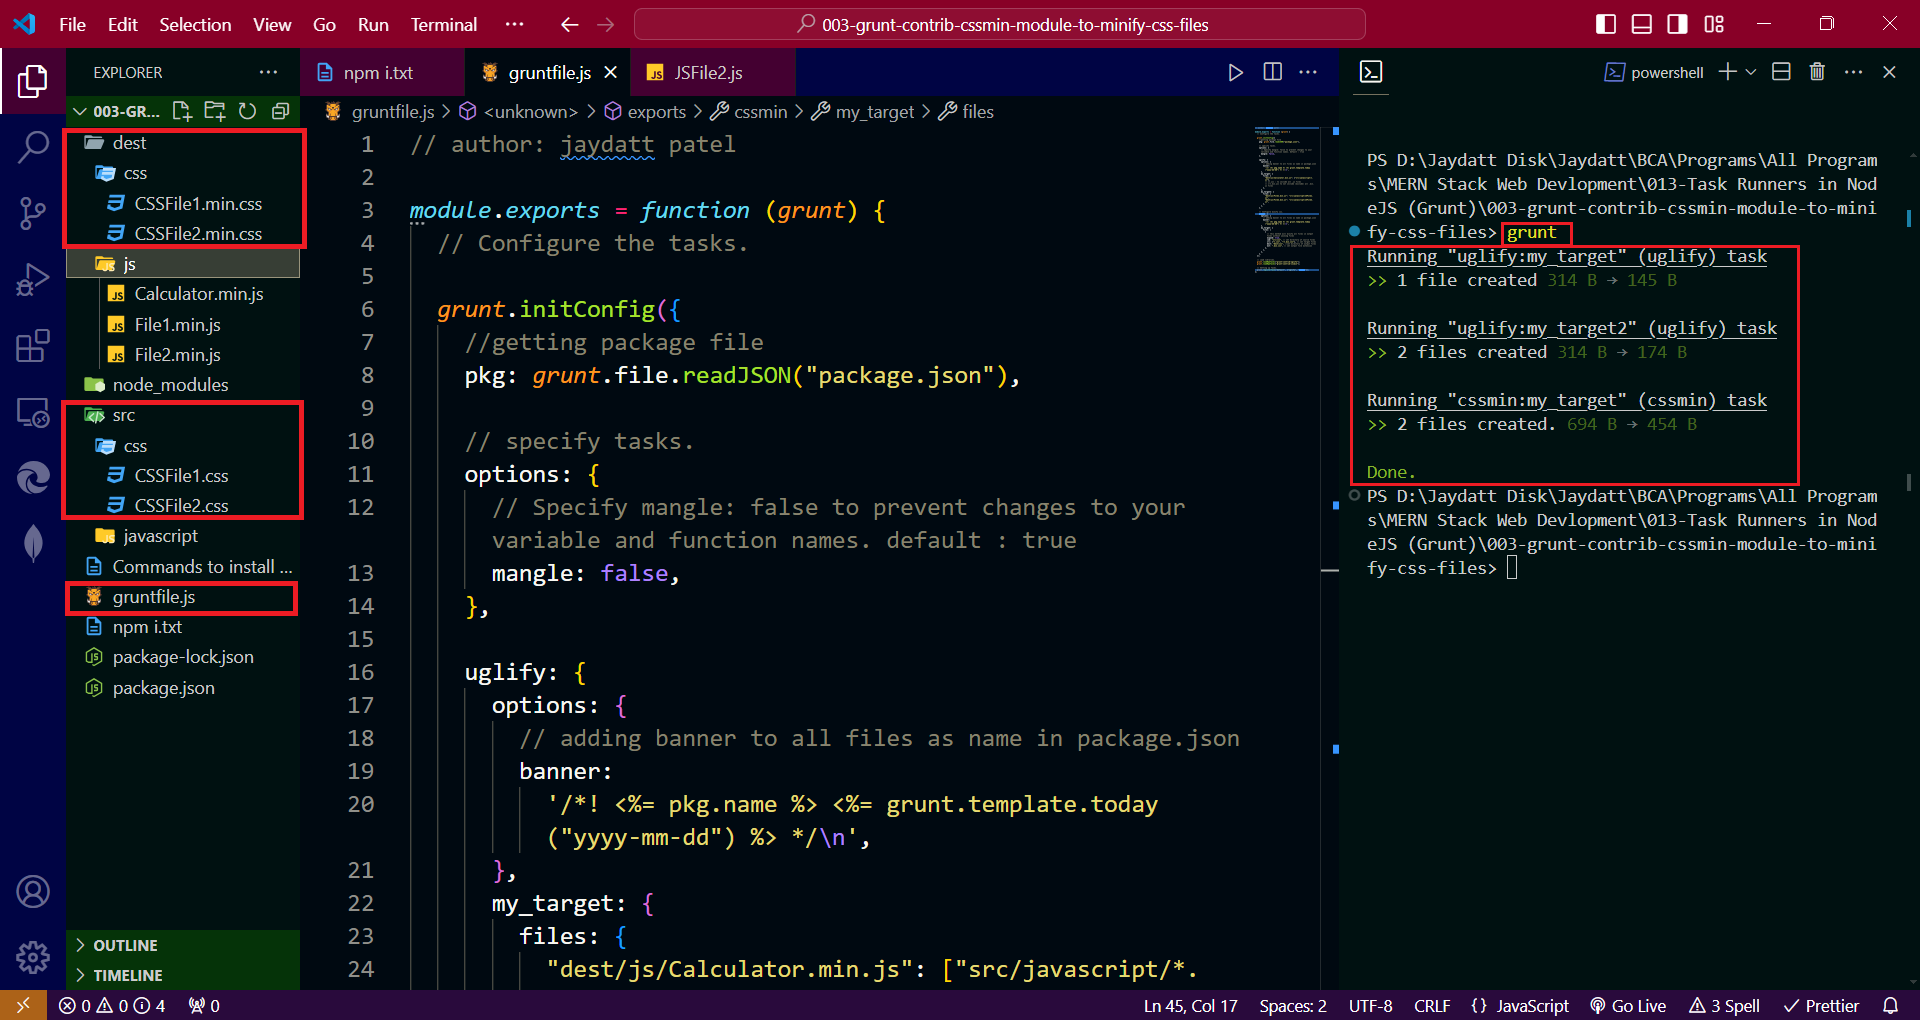 File Edit Selection View Go Run Terminal ··· 003-grunt-contrib-cssmin-module-to-minify-css-files
EXPLORER
003-GR...
dest
css
CSSFile1.min.css
CSSFile2.min.css
js
Calculator.min.js
File1.min.js
File2.min.js
node_modules
src
css
CSSFile1.css
CSSFile2.css
javascript
Commands to install ...
gruntfile.js
npm i.txt
package-lock.json
package.json
OUTLINE
TIMELINE
npm i.txt gruntfile.js JSFile2.js
gruntfile.js > <unknown> > exports > cssmin > my_target > files
1 // author: jaydatt patel
2
3 module.exports = function (grunt) {
4 // Configure the tasks.
5
6 grunt.initConfig({
7 //getting package file
8 pkg: grunt.file.readJSON("package.json"),
9
10 // specify tasks.
11 options: {
12 // Specify mangle: false to prevent changes to your
variable and function names. default : true
13 mangle: false,
14 },
15
16 uglify: {
17 options: {
18 // adding banner to all files as name in package.json
19 banner:
20 '/*! <%= pkg.name %> <%= grunt.template.today
("yyyy-mm-dd") %> */\n',
21 },
22 my_target: {
23 files: {
24 "dest/js/Calculator.min.js": ["src/javascript/*.
powershell
PS D:\Jaydatt Disk\Jaydatt\BCA\Programs\All Program
s\MERN Stack Web Devlopment\013-Task Runners in Nod
eJS (Grunt)\003-grunt-contrib-cssmin-module-to-mini
fy-css-files> grunt
Running "uglify:my_target" (uglify) task
>> 1 file created 314 B → 145 B
Running "uglify:my_target2" (uglify) task
>> 2 files created 314 B → 174 B
Running "cssmin:my_target" (cssmin) task
>> 2 files created. 694 B → 454 B
Done.
PS D:\Jaydatt Disk\Jaydatt\BCA\Programs\All Program
s\MERN Stack Web Devlopment\013-Task Runners in Nod
eJS (Grunt)\003-grunt-contrib-cssmin-module-to-mini
fy-css-files>
0 0 4 0 Ln 45, Col 17 Spaces: 2 UTF-8 CRLF {} JavaScript Go Live 3 Spell Prettier